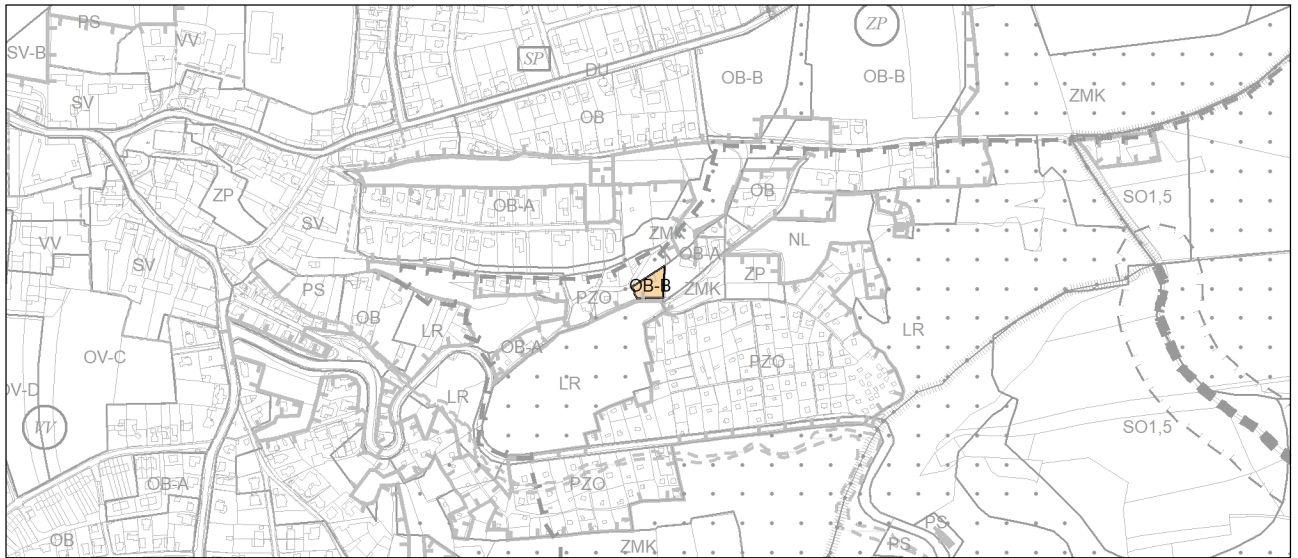 PS
VV
SV-B
SP
ZP
DU
OB-B
OB-B
SV
OB
ZMK
ZP
OB-A
OB
SO1,5
SV
ZMK
NL
VV
SV
OB-A
ZP
PS
OB-B
ZMK
PZO
OB
LR
LR
OV-C
OB-A
PZO
LR
OV-D
LR
VV
SO1,5
OB-A
PZO
PS
OB
ZMK
PS